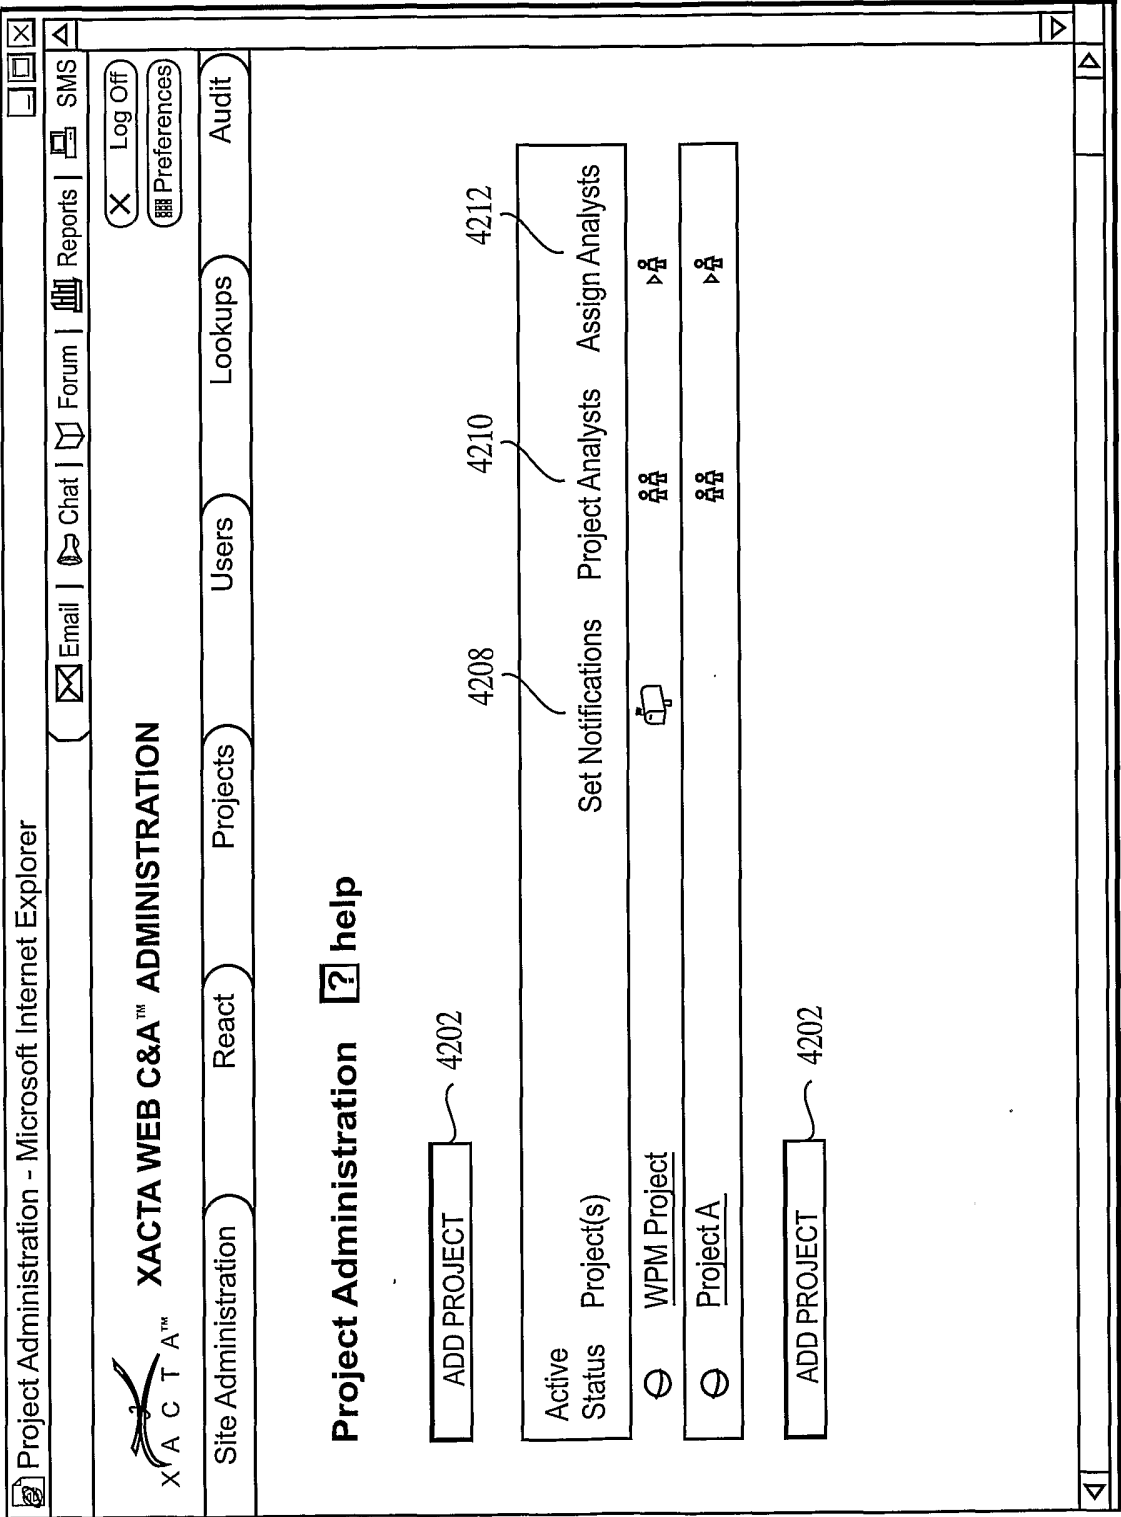 Project Administration - Microsoft Internet Explorer
Email | Chat | Forum | Reports | SMS
X A C T A™ XACTA WEB C&A™ ADMINISTRATION
Log Off
Preferences
Site Administration React Projects Users Lookups Audit
Project Administration ? help
ADD PROJECT 4202
4208 4210 4212
Active
Status Project(s) Set Notifications Project Analysts Assign Analysts
WPM Project
Project A
ADD PROJECT 4202